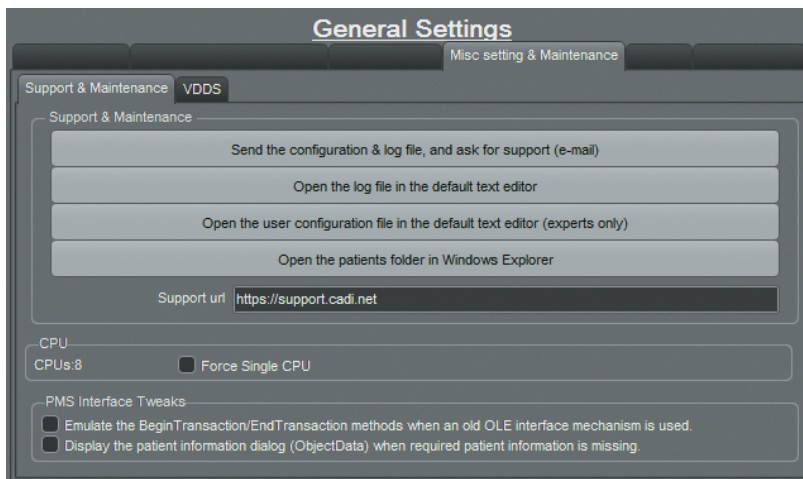 General Settings
Misc setting & Maintenance
Support & Maintenance VDDS
Support & Maintenance
Send the configuration & log file, and ask for support (e-mail)
Open the log file in the default text editor
Open the user configuration file in the default text editor (experts only)
Open the patients folder in Windows Explorer
Support url https://support.cadi.net
CPU
CPUs:8 Force Single CPU
PMS Interface Tweaks
Emulate the BeginTransaction/EndTransaction methods when an old OLE interface mechanism is used.
Display the patient information dialog (ObjectData) when required patient information is missing.